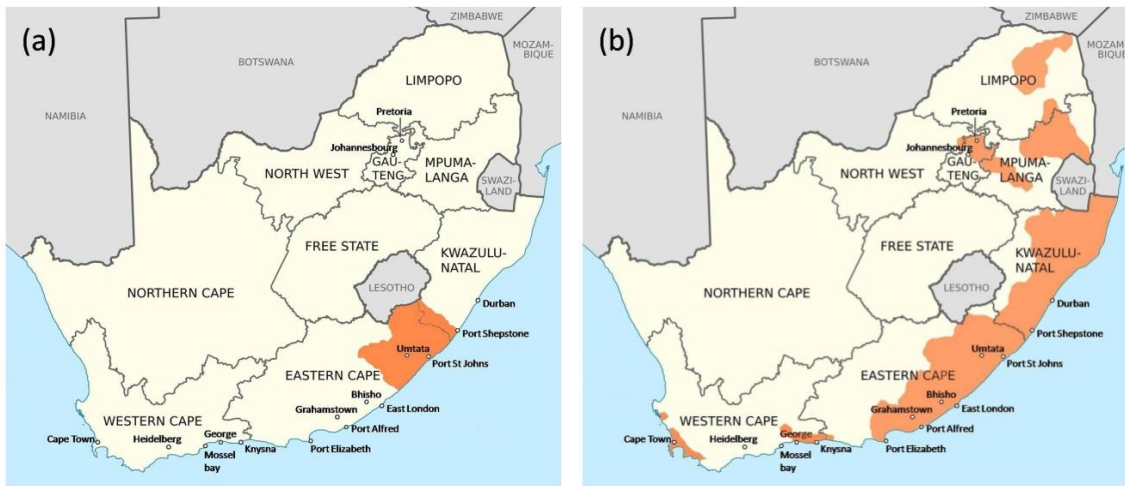 (a)
ZIMBABWE
MOZAM-
BIQUE
BOTSWANA
NAMIBIA
LIMPOPO
Pretoria
Johannesbourg
GAU-
TENG
NORTH WEST
MPUMA-
LANGA
SWAZI-
LAND
FREE STATE
KWAZULU-
NATAL
LESOTHO
NORTHERN CAPE
Durban
Port Shepstone
Umtata
Port St Johns
EASTERN CAPE
Bhisho
East London
Grahamstown
Port Alfred
WESTERN CAPE
Cape Town
Heidelberg
George
Mossel
bay
Knysna
Port Elizabeth
(b)
ZIMBABWE
MOZAM-
BIQUE
BOTSWANA
NAMIBIA
LIMPOPO
Pretoria
Johannesbourg
GAU-
TENG
NORTH WEST
MPUMA-
LANGA
SWAZI-
LAND
FREE STATE
KWAZULU-
NATAL
LESOTHO
NORTHERN CAPE
Durban
Port Shepstone
Umtata
Port St Johns
EASTERN CAPE
Bhisho
East London
Grahamstown
Port Alfred
WESTERN CAPE
Cape Town
Heidelberg
George
Mossel
bay
Knysna
Port Elizabeth